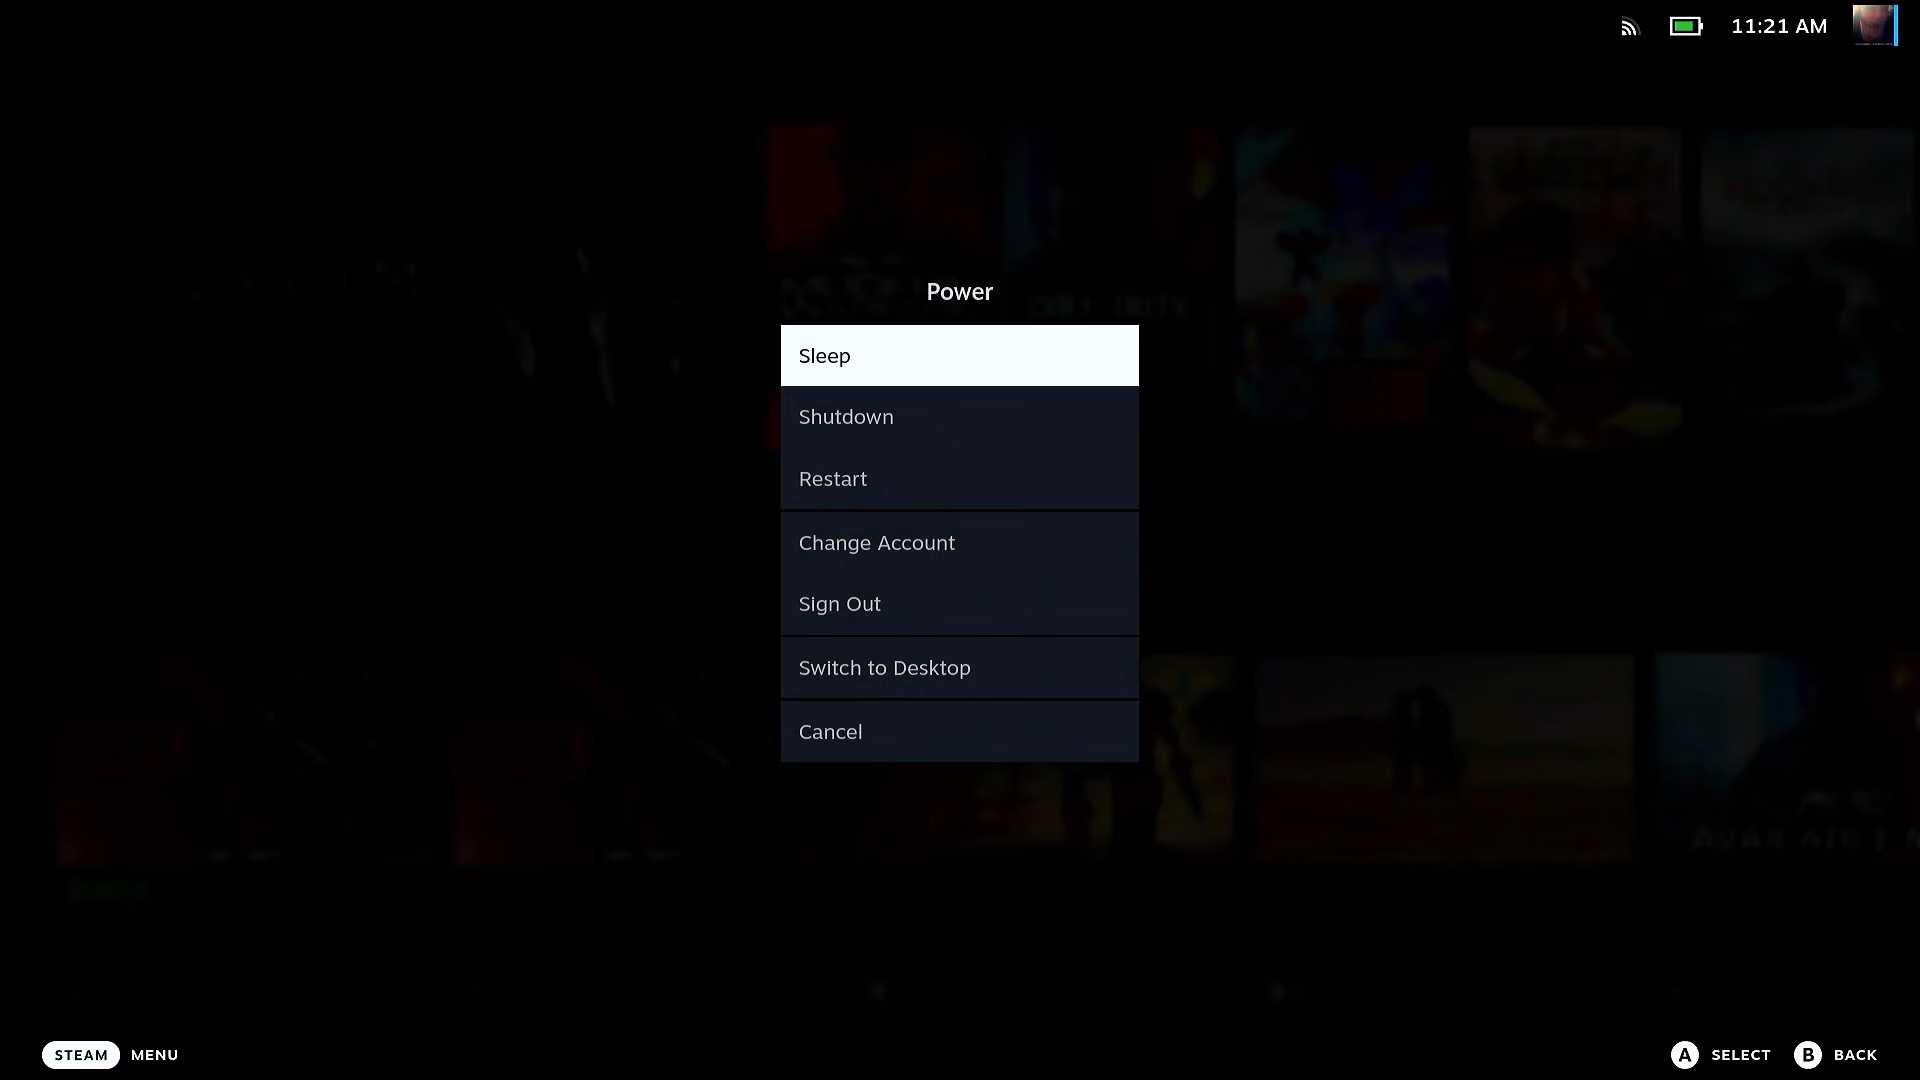 11:21 AM
Power
Sleep
Shutdown
Restart
Change Account
Sign Out
Switch to Desktop
Cancel
STEAM MENU
A SELECT B BACK